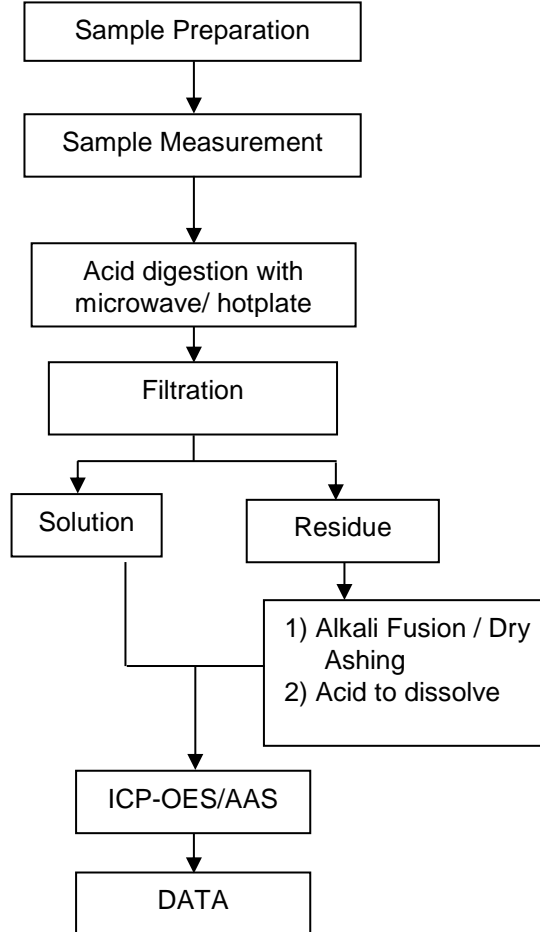 Sample Preparation
Sample Measurement
Acid digestion with
microwave/ hotplate
Filtration
Solution
Residue
1) Alkali Fusion / Dry
Ashing
2) Acid to dissolve
ICP-OES/AAS
DATA